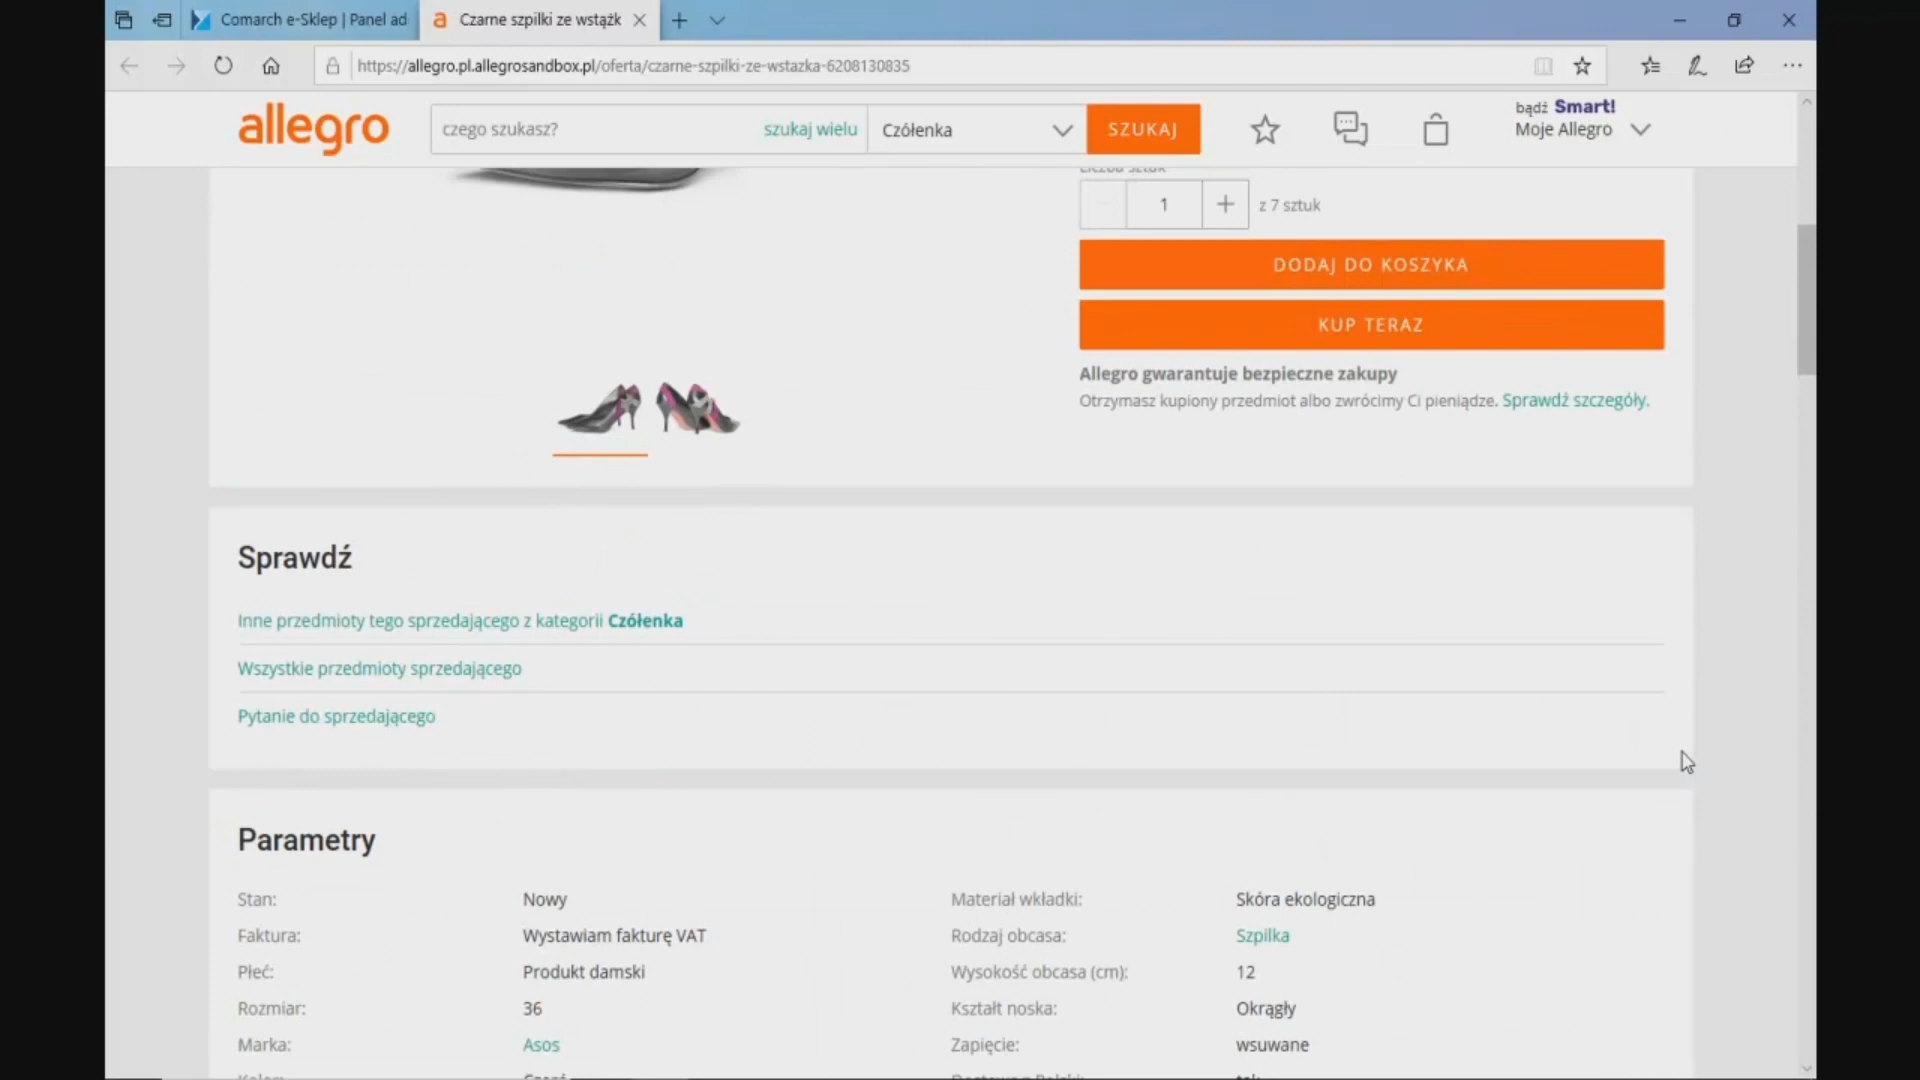 Comarch e-Sklep | Panel ad
a Czarne szpilki ze wstążk
https://allegro.pl.allegrosandbox.pl/oferta/czarne-szpilki-ze-wstazka-6208130835
allegro
czego szukasz?
szukaj wielu
Czółenka
SZUKAJ
bądź Smart!
Moje Allegro
Liczba sztuk
1
z 7 sztuk
DODAJ DO KOSZYKA
KUP TERAZ
Allegro gwarantuje bezpieczne zakupy
Otrzymasz kupiony przedmiot albo zwrócimy Ci pieniądze. Sprawdź szczegóły.
Sprawdź
Inne przedmioty tego sprzedającego z kategorii Czółenka
Wszystkie przedmioty sprzedającego
Pytanie do sprzedającego
Parametry
Stan: Nowy
Faktura: Wystawiam fakturę VAT
Płeć: Produkt damski
Rozmiar: 36
Marka: Asos
Materiał wkładki: Skóra ekologiczna
Rodzaj obcasa: Szpilka
Wysokość obcasa (cm): 12
Kształt noska: Okrągły
Zapięcie: wsuwane